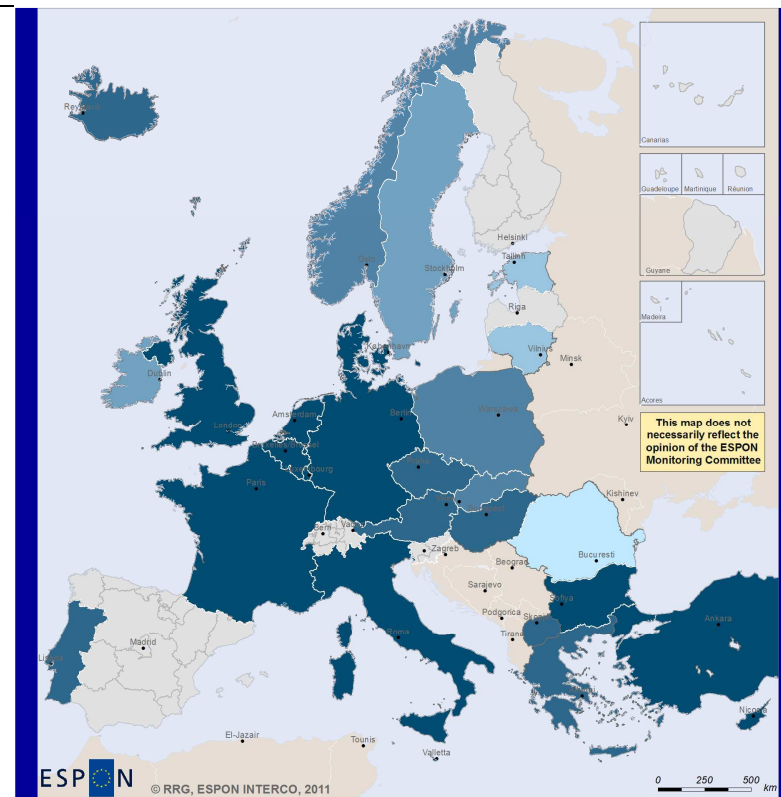 Canarias
Guadeloupe
Martinique
Réunion
Guyane
Madeira
Acores
This map does not
necessarily reflect the
opinion of the ESPON
Monitoring Committee
Helsinki
Tallinn
Oslo
Stockholm
Riga
København
Vilnius
Minsk
Dublin
London
Amsterdam
Berlin
Warszawa
Kyiv
Luxembourg
Paris
Kishinev
Bern
Vaduz
Budapest
Zagreb
Bucuresti
Beograd
Sarajevo
Sofiya
Podgorica
Ankara
Tirana
Roma
Madrid
Lisboa
Nicosia
El-Jazair
Tounis
Valletta
ESPON
© RRG, ESPON INTERCO, 2011
0 250 500
km